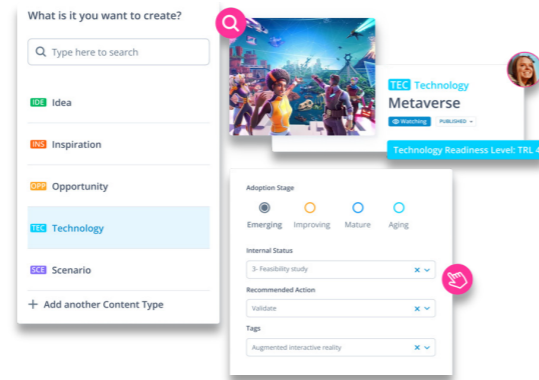 What is it you want to create?
Type here to search
IDE Idea
INS Inspiration
OPP Opportunity
TEC Technology
SCE Scenario
+ Add another Content Type
TEC Technology
Metaverse
Watching PUBLISHED
Technology Readiness Level: TRL 4
Adoption Stage
Emerging Improving Mature Aging
Internal Status
3- Feasibility study
Recommended Action
Validate
Tags
Augmented interactive reality